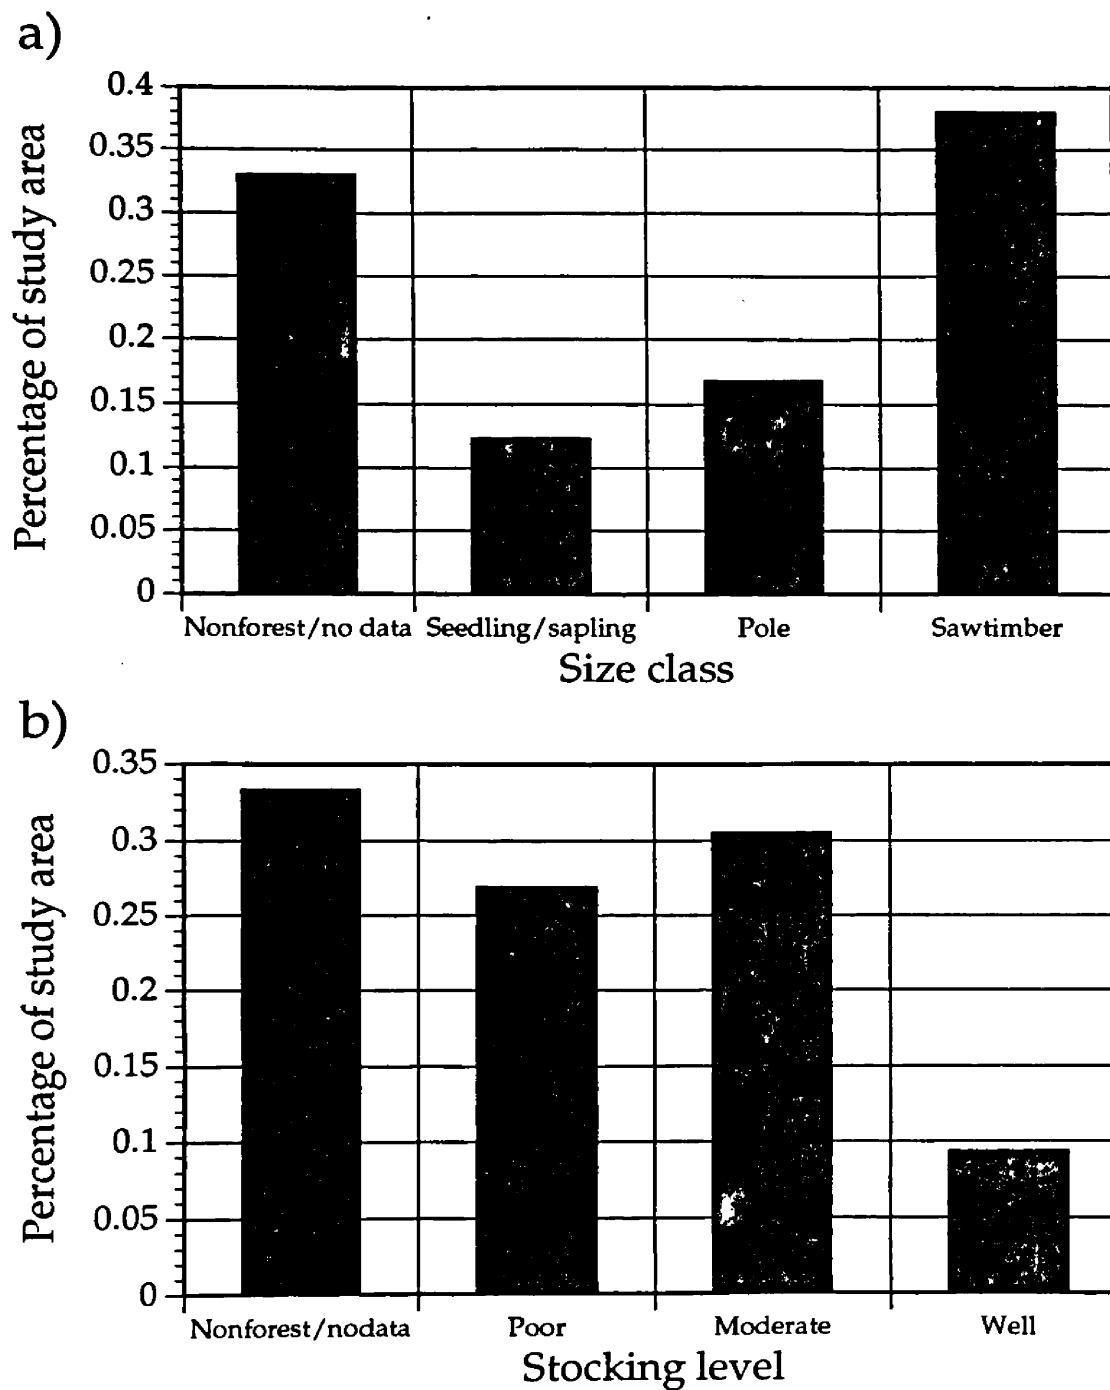 a)
Percentage of study area
0.4
0.35
0.3
0.25
0.2
0.15
0.1
0.05
0
Nonforest/no data Seedling/sapling Pole Sawtimber
Size class
b)
Percentage of study area
0.35
0.3
0.25
0.2
0.15
0.1
0.05
0
Nonforest/nodata Poor Moderate Well
Stocking level